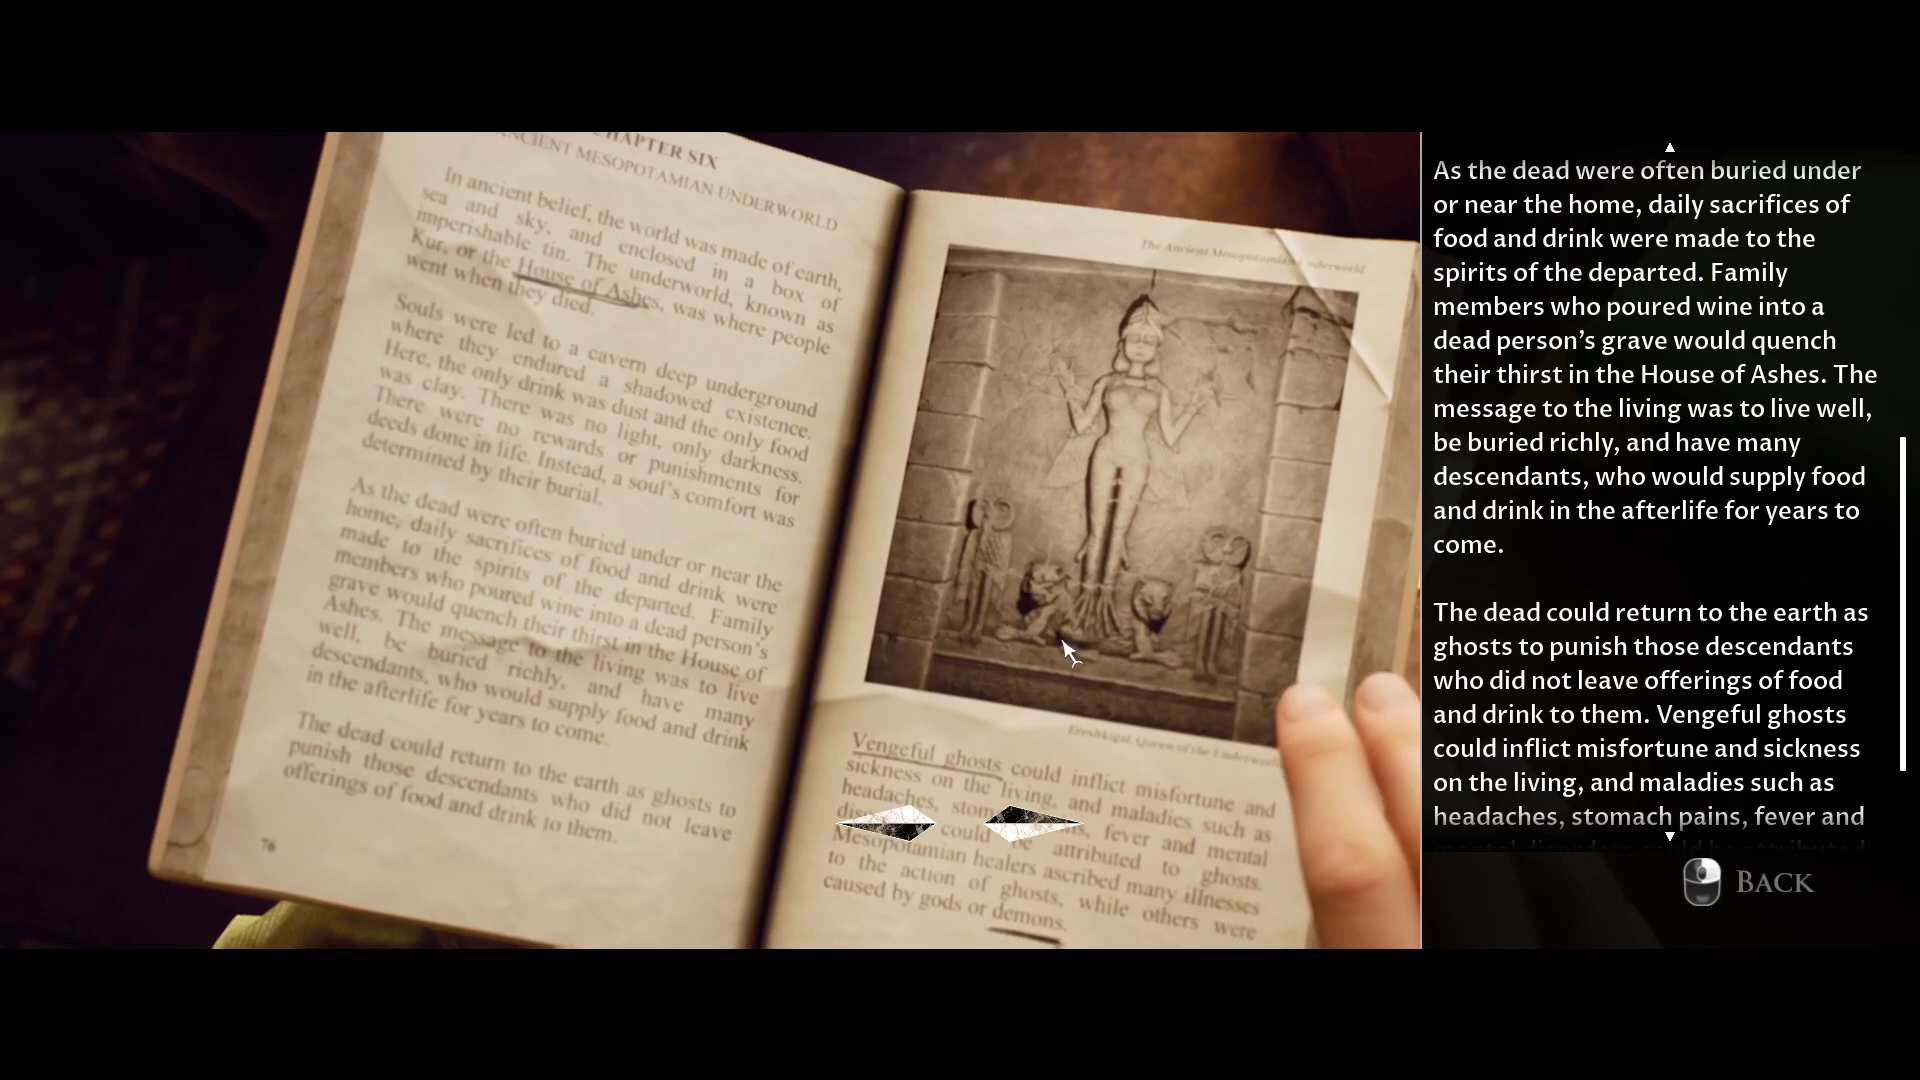 CHAPTER SIX
ANCIENT MESOPOTAMIAN UNDERWORLD
In ancient belief, the world was made of earth,
sea and sky, and enclosed in a box of
imperishable tin. The underworld, known as
Kur, or the House of Ashes, was where people
went when they died.
Souls were led to a cavern deep underground
where they endured a shadowed existence.
Here, the only drink was dust and the only food
was clay. There was no light, only darkness.
There were no rewards or punishments for
deeds done in life. Instead, a soul's comfort was
determined by their burial.
As the dead were often buried under or near the
home, daily sacrifices of food and drink were
made to the spirits of the departed. Family
members who poured wine into a dead person's
grave would quench their thirst in the House of
Ashes. The message to the living was to live
well, be buried richly, and have many
descendants, who would supply food and drink
in the afterlife for years to come.
The dead could return to the earth as ghosts to
punish those descendants who did not leave
offerings of food and drink to them.
76
The Ancient Mesopotamian Underworld
Ereshkigal, Queen of the Underworld
Vengeful ghosts could inflict misfortune and
sickness on the living, and maladies such as
headaches, stomach pains, fever and mental
could be attributed to ghosts.
Mesopotamian healers ascribed many illnesses
to the action of ghosts, while others were
caused by gods or demons.
As the dead were often buried under
or near the home, daily sacrifices of
food and drink were made to the
spirits of the departed. Family
members who poured wine into a
dead person's grave would quench
their thirst in the House of Ashes. The
message to the living was to live well,
be buried richly, and have many
descendants, who would supply food
and drink in the afterlife for years to
come.
The dead could return to the earth as
ghosts to punish those descendants
who did not leave offerings of food
and drink to them. Vengeful ghosts
could inflict misfortune and sickness
on the living, and maladies such as
headaches, stomach pains, fever and
mental disorders could be attributed
BACK